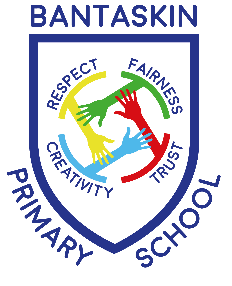 BANTASKIN
RESPECT
FAIRNESS
CREATIVITY
TRUST
PRIMARY
SCHOOL